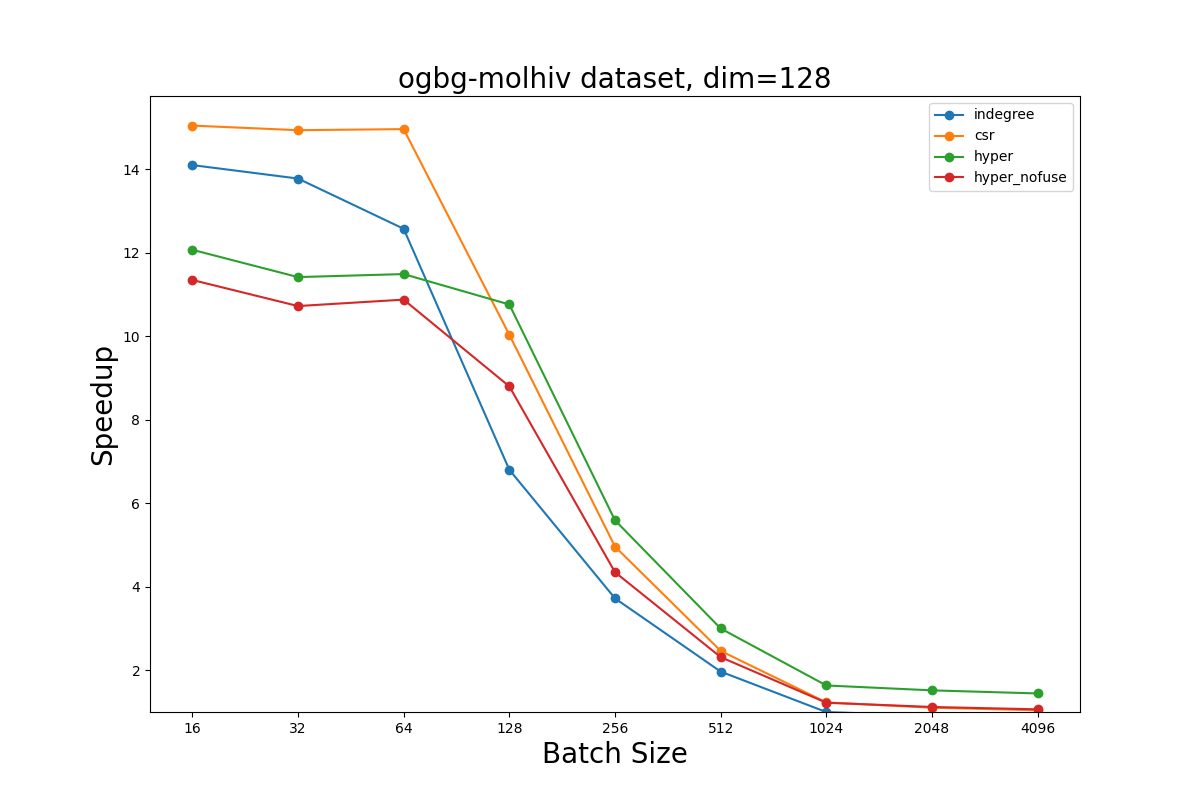 ogbg-molhiv dataset, dim=128
indegree
csr
hyper
hyper_nofuse
Speedup
14
12
10
8
6
4
2
16 32 64 128 256 512 1024 2048 4096
Batch Size